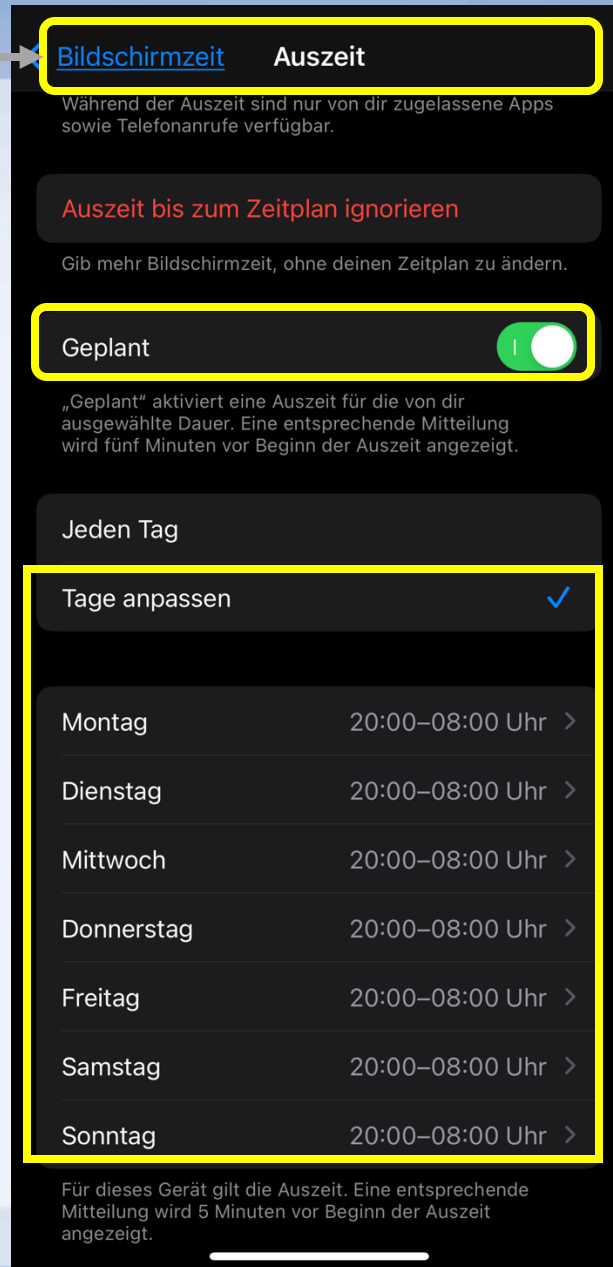 Bildschirmzeit Auszeit
Während der Auszeit sind nur von dir zugelassene Apps
sowie Telefonanrufe verfügbar.
Auszeit bis zum Zeitplan ignorieren
Gib mehr Bildschirmzeit, ohne deinen Zeitplan zu ändern.
Geplant
„Geplant“ aktiviert eine Auszeit für die von dir
ausgewählte Dauer. Eine entsprechende Mitteilung
wird fünf Minuten vor Beginn der Auszeit angezeigt.
Jeden Tag
Tage anpassen
Montag 20:00–08:00 Uhr
Dienstag 20:00–08:00 Uhr
Mittwoch 20:00–08:00 Uhr
Donnerstag 20:00–08:00 Uhr
Freitag 20:00–08:00 Uhr
Samstag 20:00–08:00 Uhr
Sonntag 20:00–08:00 Uhr
Für dieses Gerät gilt die Auszeit. Eine entsprechende
Mitteilung wird 5 Minuten vor Beginn der Auszeit
angezeigt.